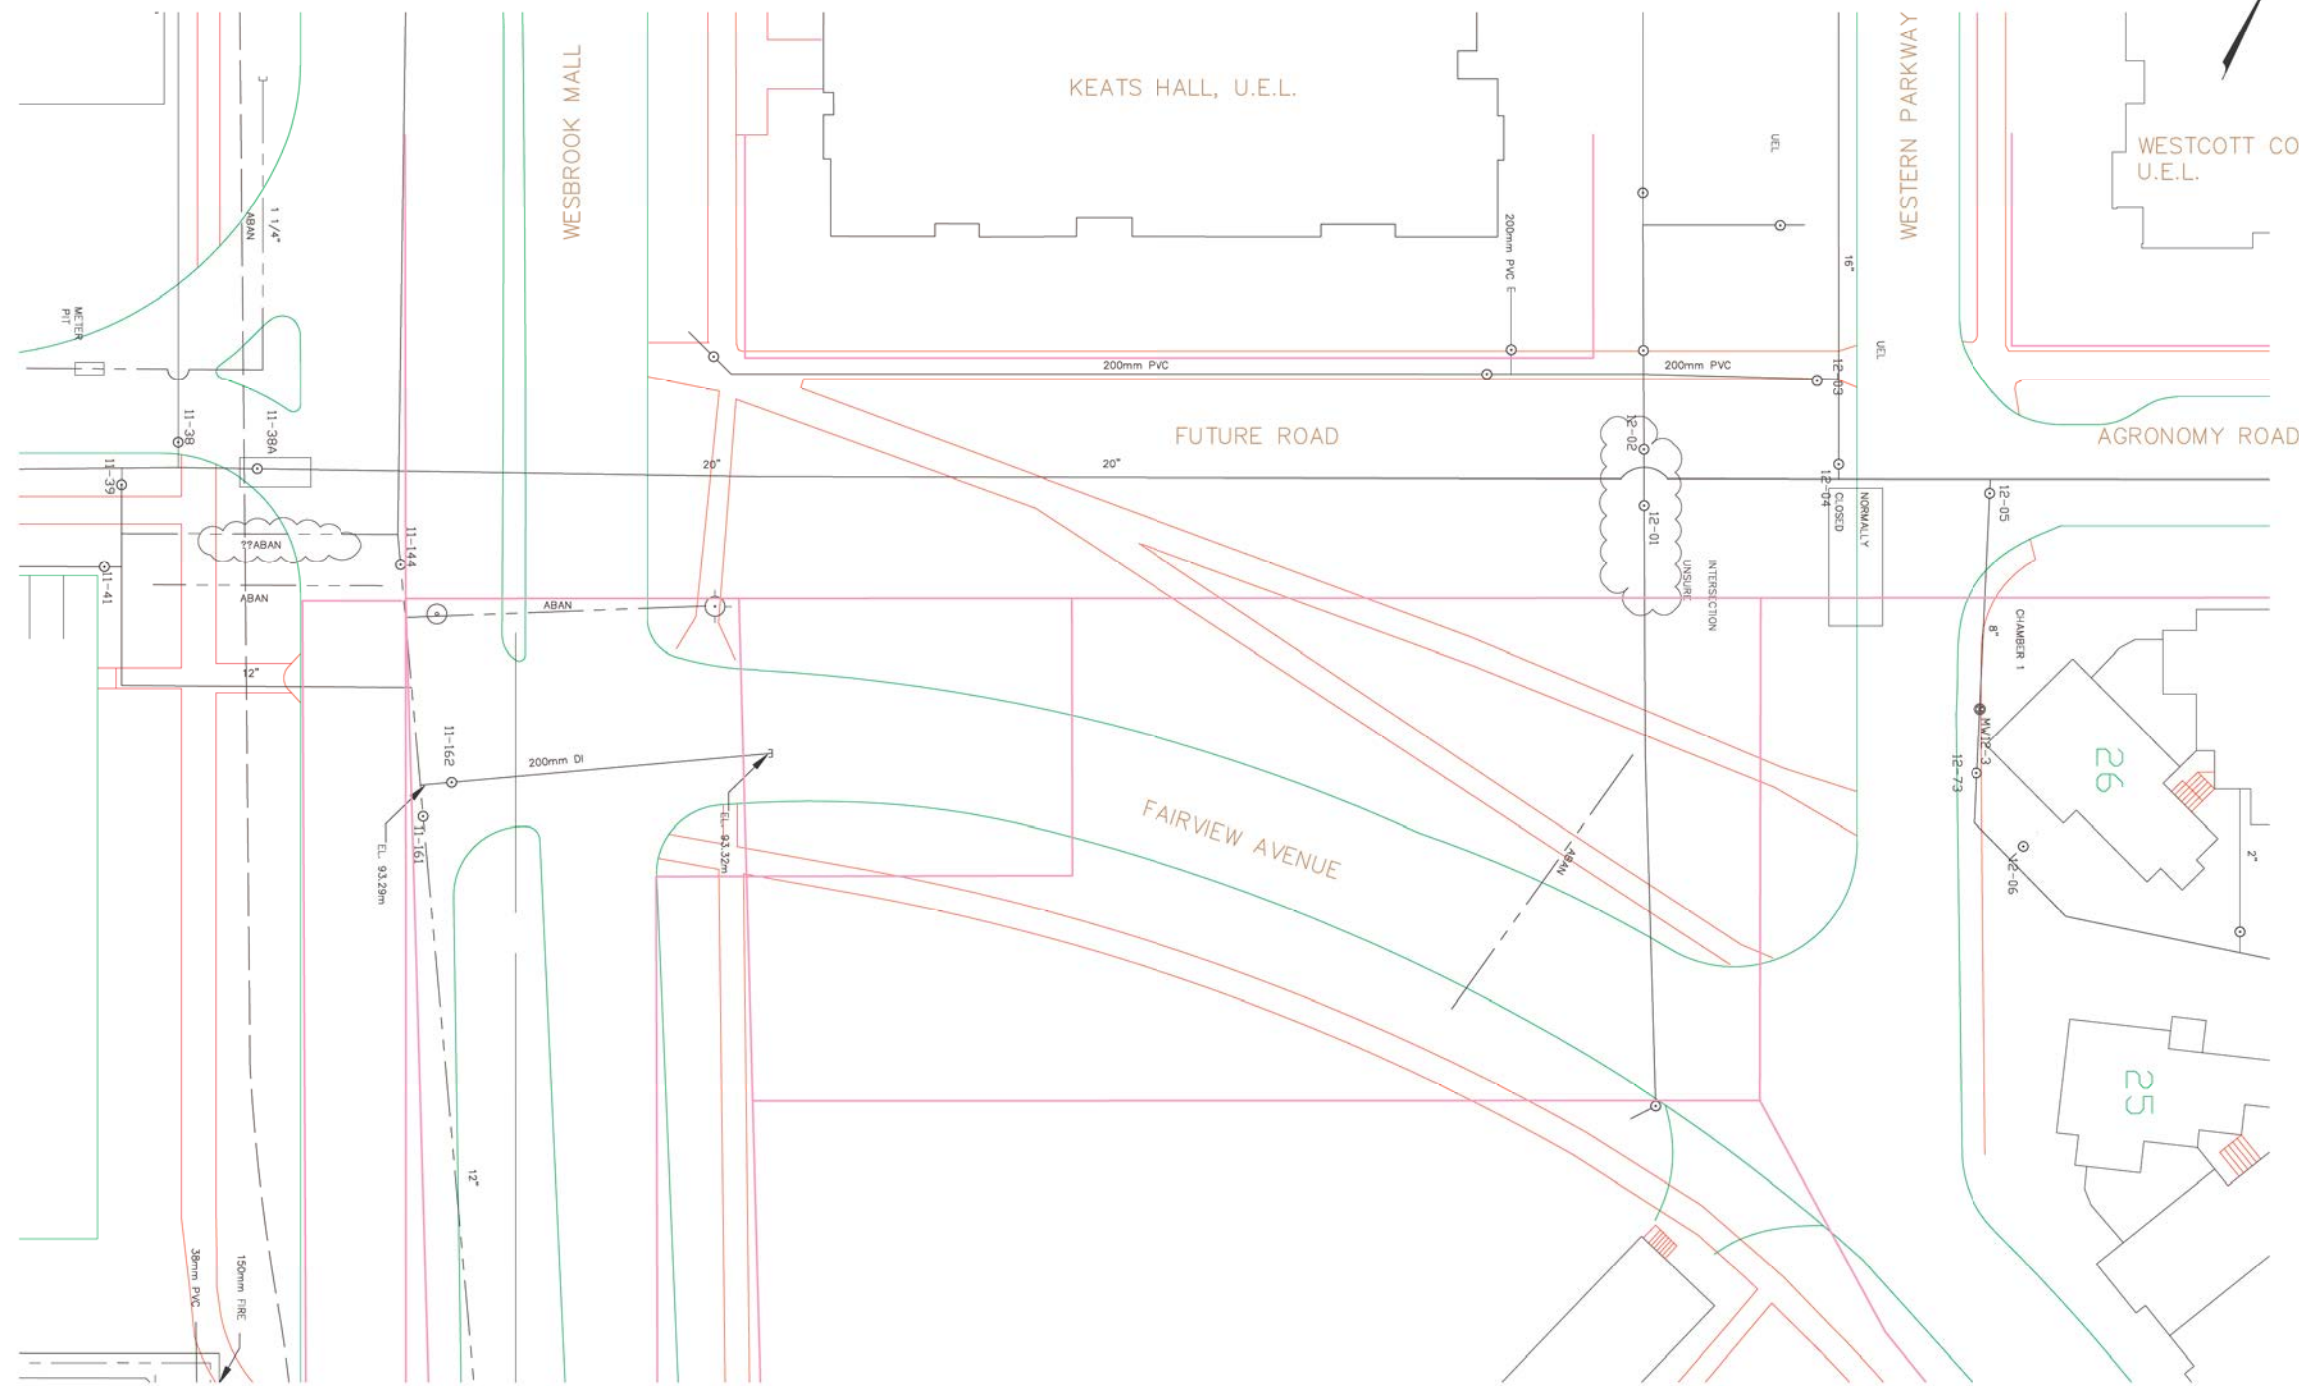 WESBROOK MALL
KEATS HALL, U.E.L.
WESTERN PARKWAY
WESTCOTT CO
U.E.L.
UEL
ABAN
1 1/4"
200mm PVC
16"
METER
PIT
UEL
200mm PVC
200mm PVC
12-03
11-38
11-38A
12-02
FUTURE ROAD
AGRONOMY ROAD
11-39
20"
20"
12-04
NORMALLY
CLOSED
12-05
12-01
??ABAN
11-144
11-41
INTERSECTION
UNSURE
ABAN
ABAN
8"
CHAMBER 1
12"
11-162
200mm DI
MW12-3
12-73
26
11-161
EL. 93.29m
EL. 93.32m
FAIRVIEW AVENUE
ABAN
12-06
2"
25
12"
38mm PVC
150mm FIRE